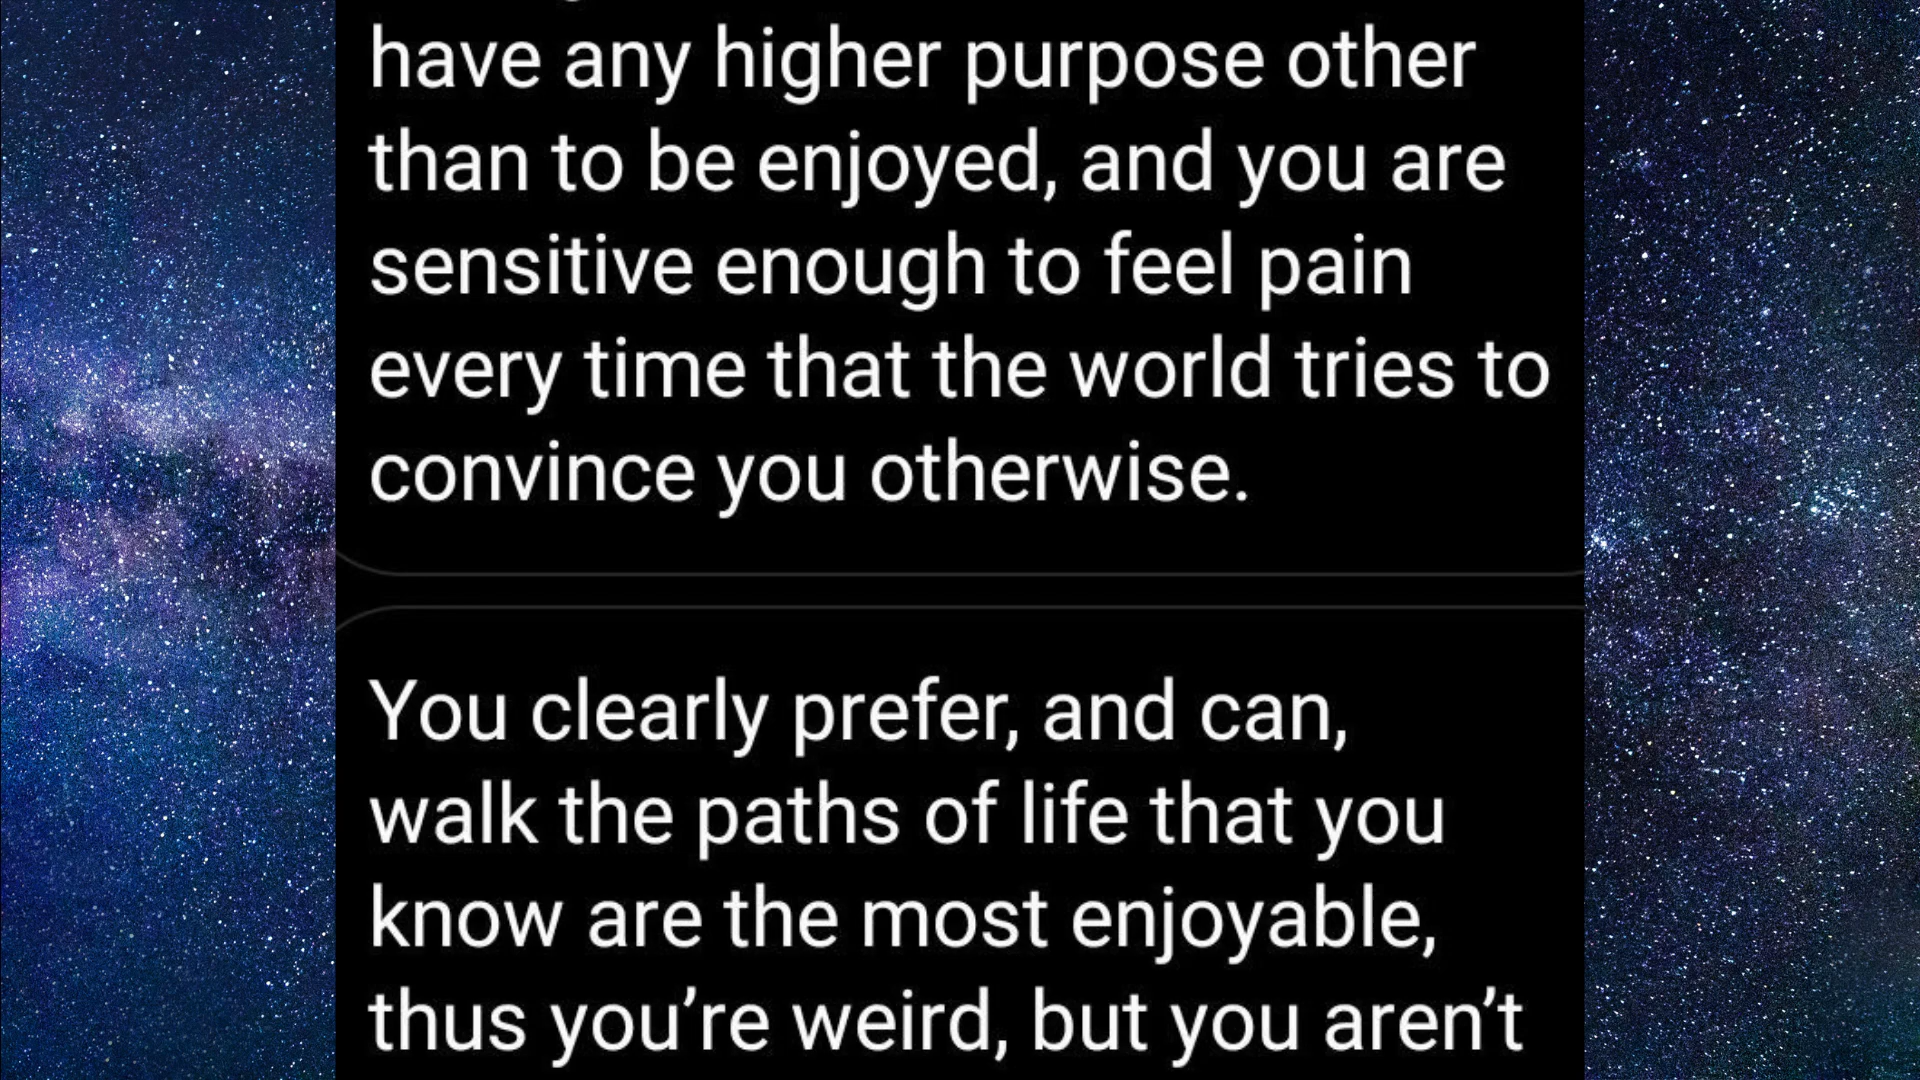 have any higher purpose other
than to be enjoyed, and you are
sensitive enough to feel pain
every time that the world tries to
convince you otherwise.
You clearly prefer, and can,
walk the paths of life that you
know are the most enjoyable,
thus you’re weird, but you aren’t